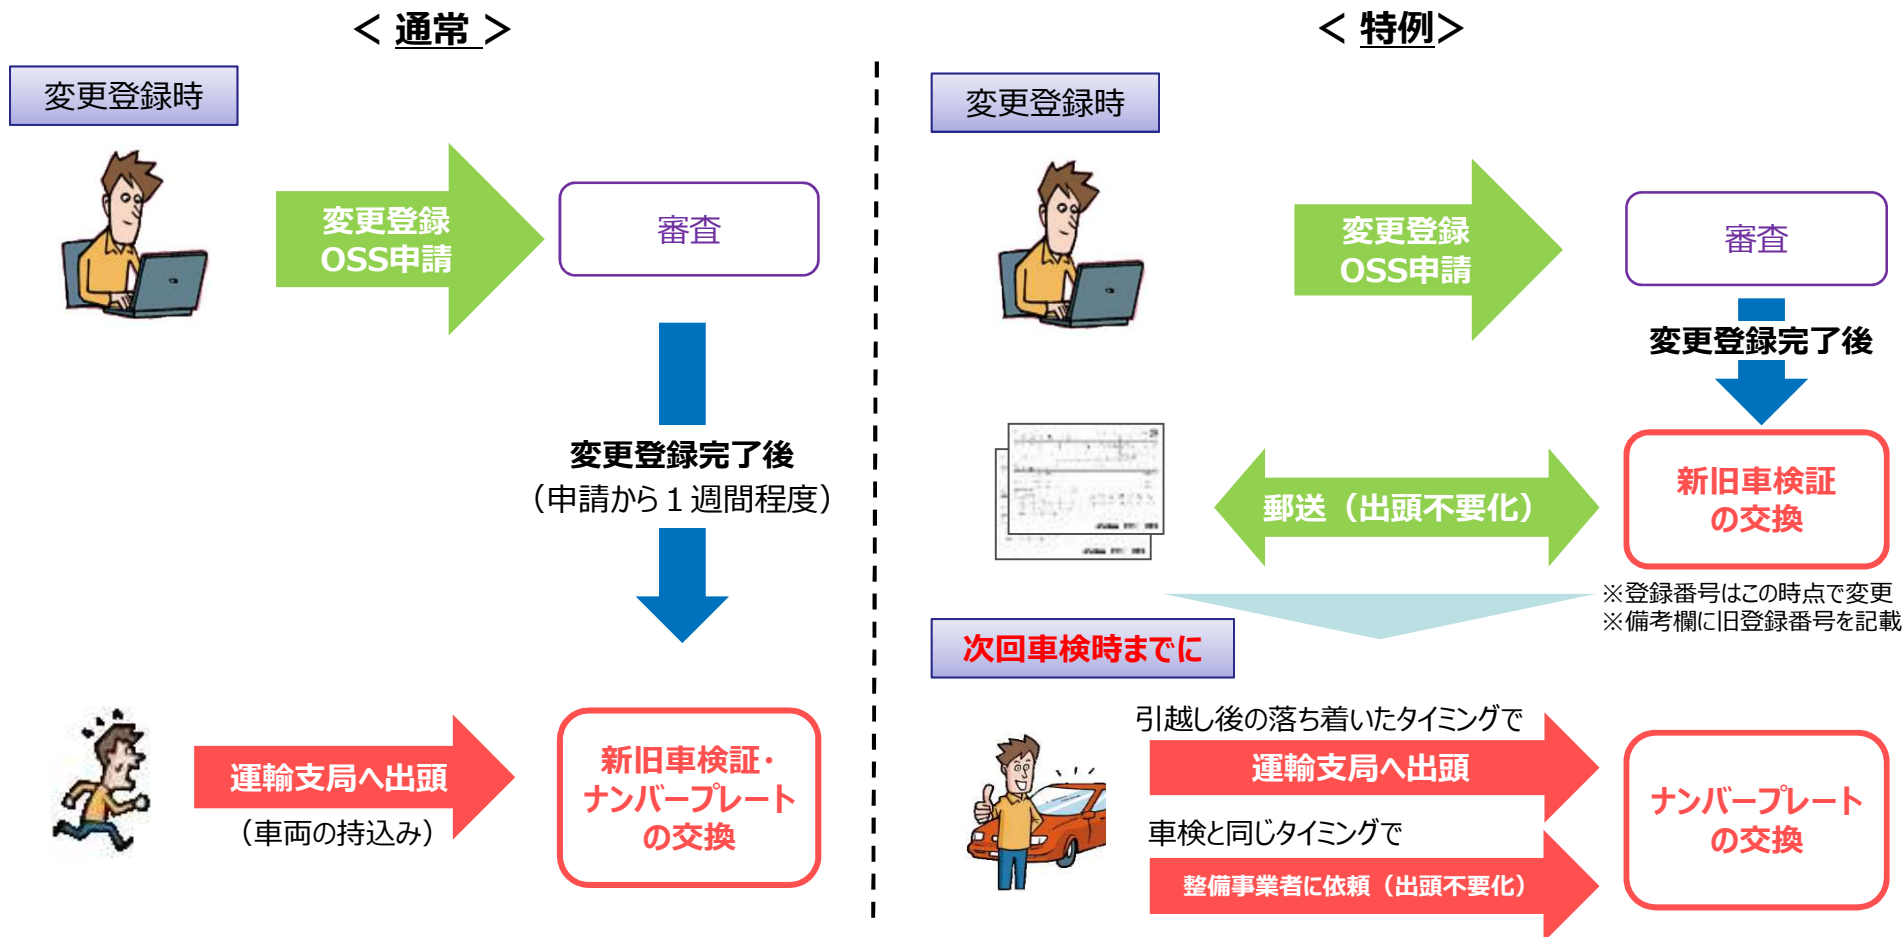 ＜ 通常 ＞
変更登録時
変更登録
OSS申請
審査
変更登録完了後
（申請から１週間程度）
運輸支局へ出頭
（車両の持込み）
新旧車検証・
ナンバープレート
の交換
＜ 特例＞
変更登録時
変更登録
OSS申請
審査
変更登録完了後
郵送（出頭不要化）
新旧車検証
の交換
※登録番号はこの時点で変更
※備考欄に旧登録番号を記載
次回車検時までに
引越し後の落ち着いたタイミングで
運輸支局へ出頭
車検と同じタイミングで
整備事業者に依頼（出頭不要化）
ナンバープレート
の交換